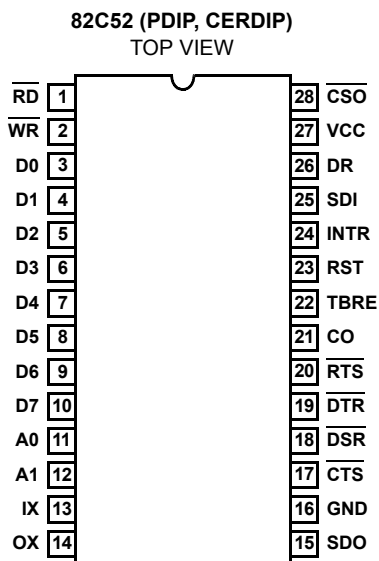 82C52 (PDIP, CERDIP)
TOP VIEW
RD 1 28 CSO
WR 2 27 VCC
D0 3 26 DR
D1 4 25 SDI
D2 5 24 INTR
D3 6 23 RST
D4 7 22 TBRE
D5 8 21 CO
D6 9 20 RTS
D7 10 19 DTR
A0 11 18 DSR
A1 12 17 CTS
IX 13 16 GND
OX 14 15 SDO